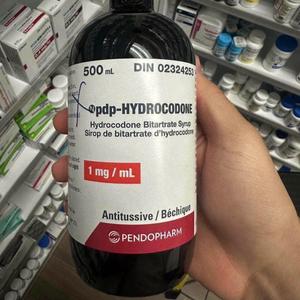 500 mL
DIN 02324253
pdp-HYDROCODONE
Hydrocodone Bitartrate Syrup
Sirop de bitartrate d'hydrocodone
1 mg / mL
Antitussive / Béchique
PENDOPHARM